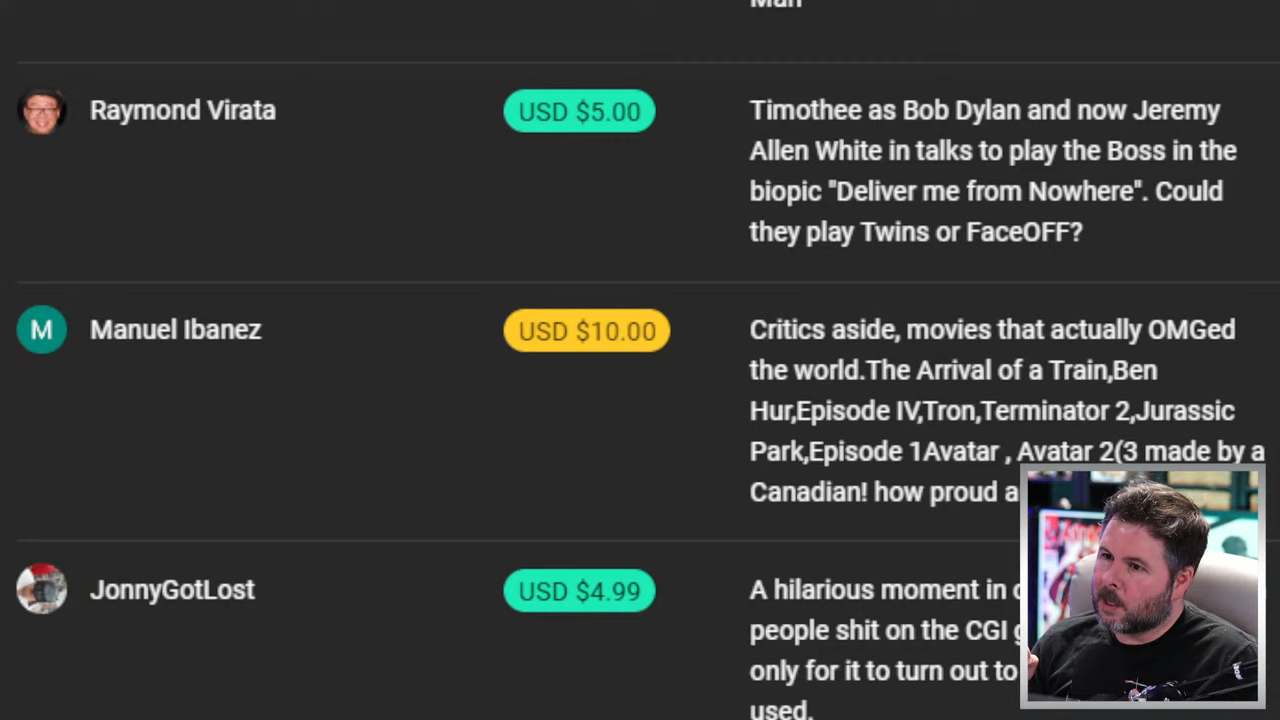 Man
Raymond Virata
USD $5.00
Timothee as Bob Dylan and now Jeremy
Allen White in talks to play the Boss in the
biopic "Deliver me from Nowhere". Could
they play Twins or FaceOFF?
M
Manuel Ibanez
USD $10.00
Critics aside, movies that actually OMGed
the world.The Arrival of a Train,Ben
Hur,Episode IV,Tron,Terminator 2,Jurassic
Park,Episode 1Avatar , Avatar 2(3 made by a
Canadian! how proud a
JonnyGotLost
USD $4.99
A hilarious moment in
people shit on the CGI
only for it to turn out to
used.